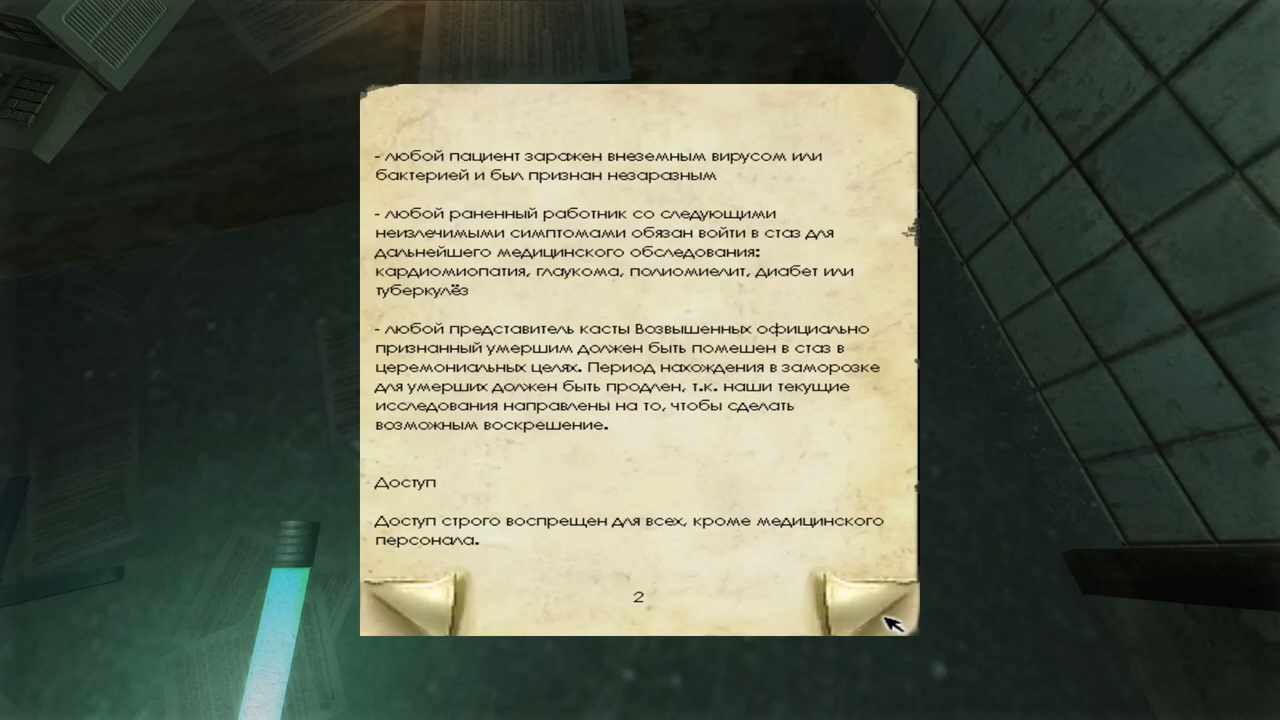 - любой пациент заражен внеземным вирусом или
бактерией и был признан незаразным
- любой раненный работник со следующими
неизлечимыми симптомами обязан войти в стаз для
дальнейшего медицинского обследования:
кардиомиопатия, глаукома, полиомиелит, диабет или
туберкулёз
- любой представитель касты Возвышенных официально
признанный умершим должен быть помешен в стаз в
церемониальных целях. Период нахождения в заморозке
для умерших должен быть продлен, т.к. наши текущие
исследования направлены на то, чтобы сделать
возможным воскрешение.
Доступ
Доступ строго воспрещен для всех, кроме медицинского
персонала.
2